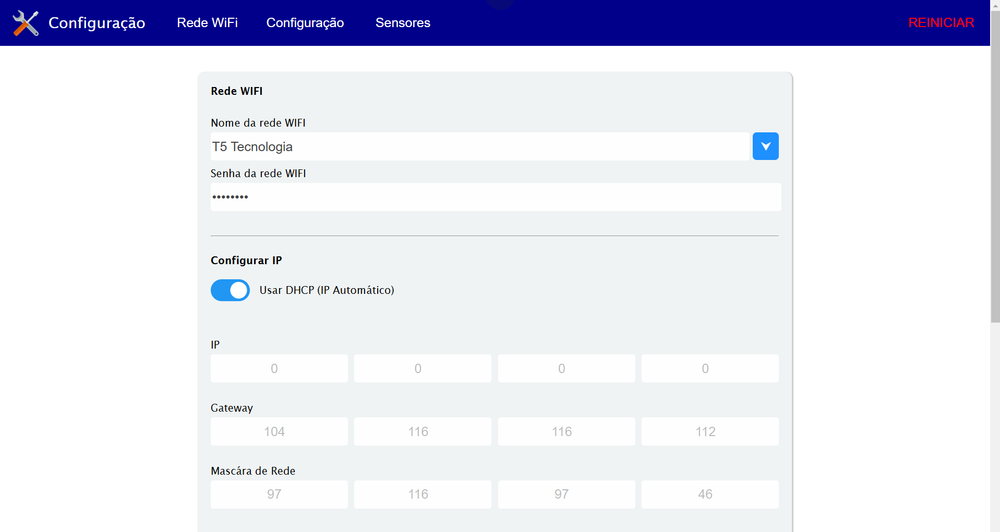 Configuração Rede WiFi Configuração Sensores REINICIAR
Rede WIFI
Nome da rede WIFI
T5 Tecnologia
Senha da rede WIFI
••••••••
Configurar IP
Usar DHCP (IP Automático)
IP
0 0 0 0
Gateway
104 116 116 112
Mascára de Rede
97 116 97 46